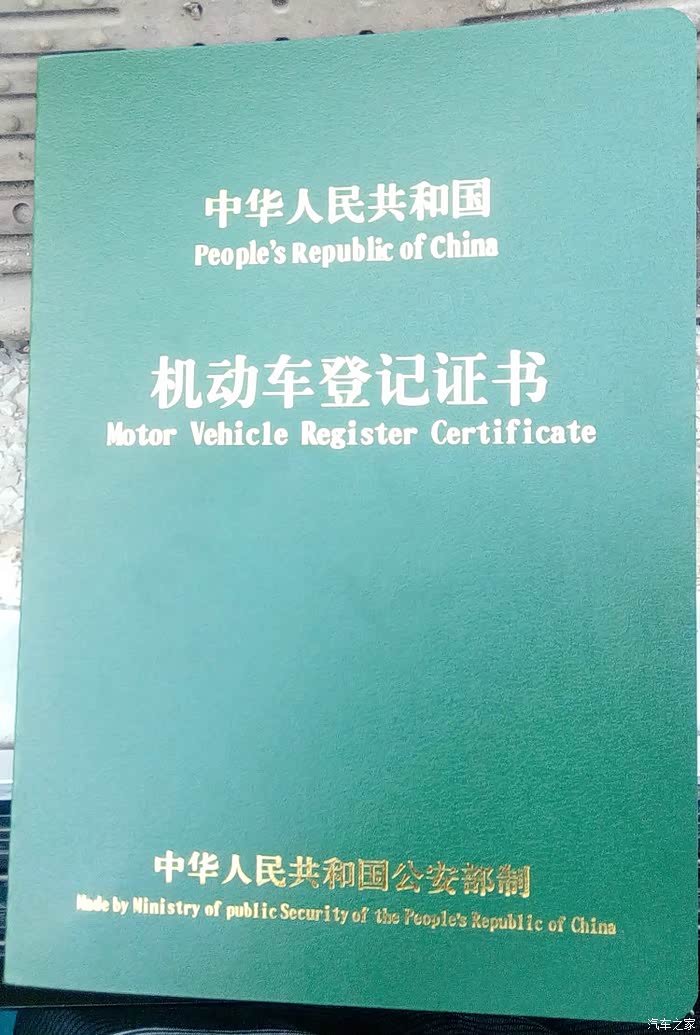 中华人民共和国
People's Republic of China
机动车登记证书
Motor Vehicle Register Certificate
中华人民共和国公安部制
Made by Ministry of public Security of the People's Republic of China
汽车之家